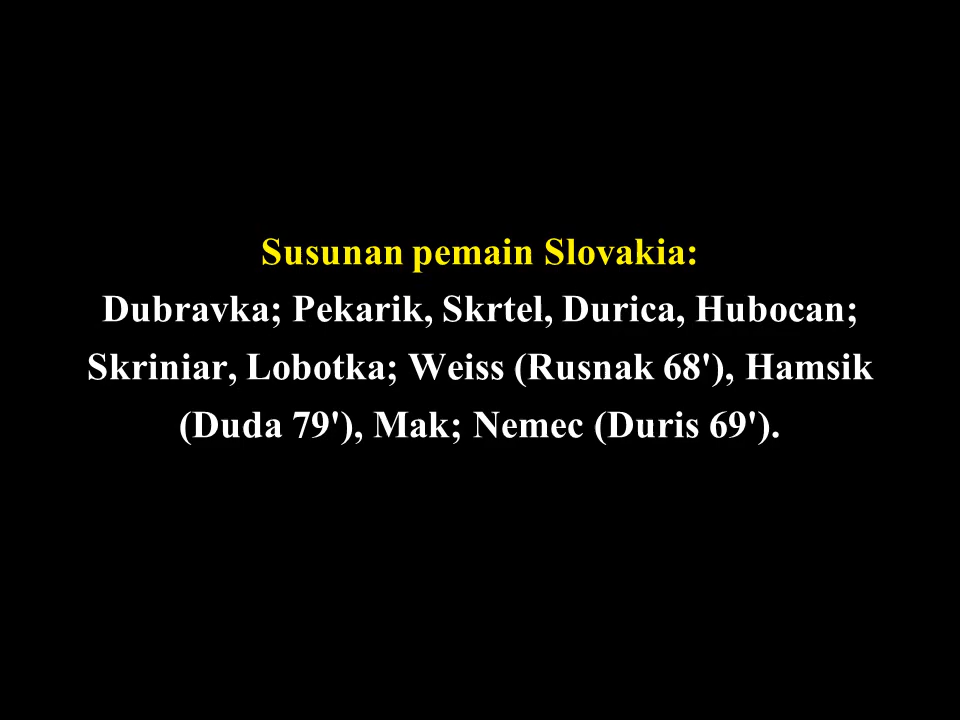 Susunan pemain Slovakia:
Dubravka; Pekarik, Skrtel, Durica, Hubocan;
Skriniar, Lobotka; Weiss (Rusnak 68'), Hamsik
(Duda 79'), Mak; Nemec (Duris 69').